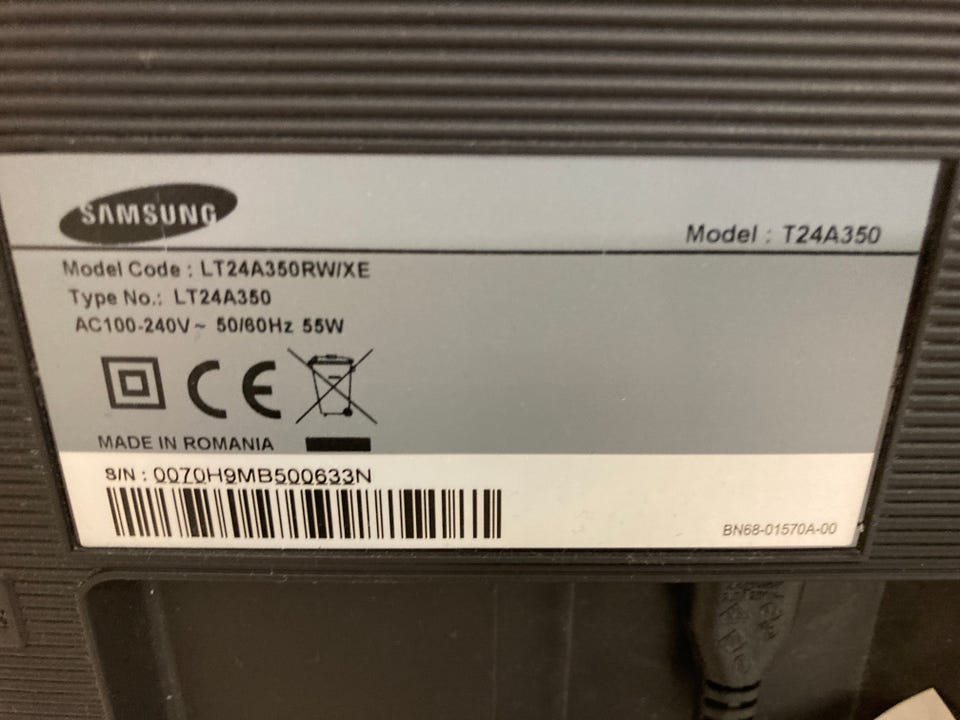 SAMSUNG
Model : T24A350
Model Code : LT24A350RW/XE
Type No.: LT24A350
AC100-240V~ 50/60Hz 55W
CE
MADE IN ROMANIA
S/N : 0070H9MB500633N
BN68-01570A-00